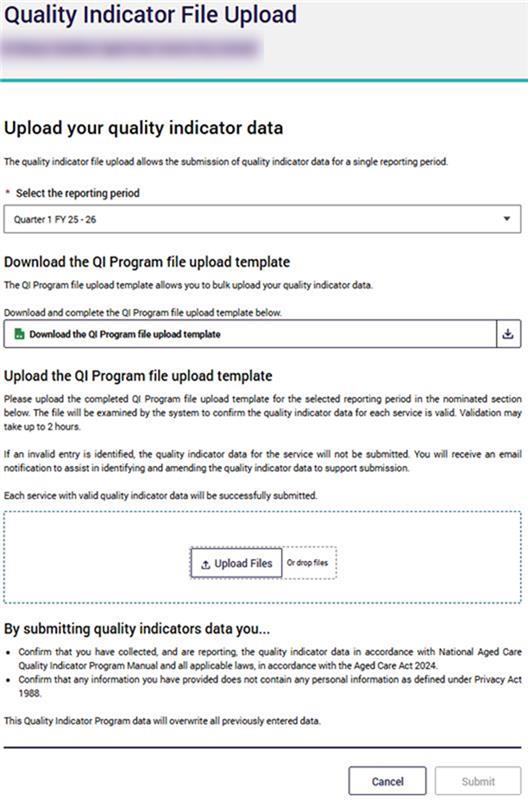 Quality Indicator File Upload
Upload your quality indicator data
The quality indicator file upload allows the submission of quality indicator data for a single reporting period.
* Select the reporting period
Quarter 1 FY 25 - 26
Download the QI Program file upload template
The QI Program file upload template allows you to bulk upload your quality indicator data.
Download and complete the QI Program file upload template below.
Download the QI Program file upload template
Upload the QI Program file upload template
Please upload the completed QI Program file upload template for the selected reporting period in the nominated section
below. The file will be examined by the system to confirm the quality indicator data for each service is valid. Validation may
take up to 2 hours.
If an invalid entry is identified, the quality indicator data for the service will not be submitted. You will receive an email
notification to assist in identifying and amending the quality indicator data to support submission.
Each service with valid quality indicator data will be successfully submitted.
Upload Files Or drop files
By submitting quality indicators data you...
• Confirm that you have collected, and are reporting, the quality indicator data in accordance with National Aged Care
Quality Indicator Program Manual and all applicable laws, in accordance with the Aged Care Act 2024.
• Confirm that any information you have provided does not contain any personal information as defined under Privacy Act
1988.
This Quality Indicator Program data will overwrite all previously entered data.
Cancel Submit